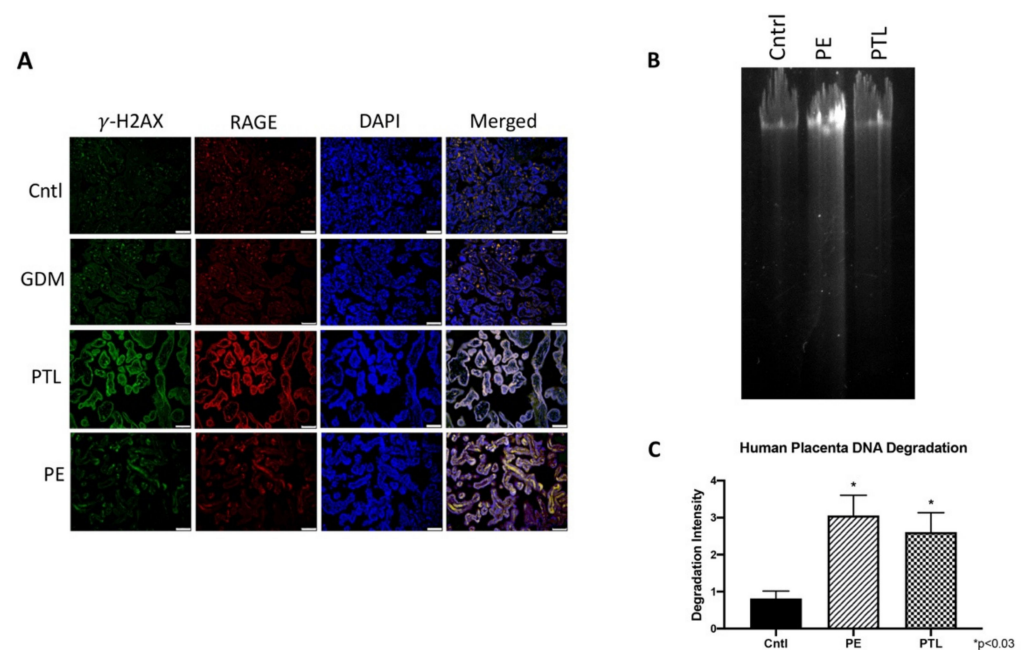 A
γ-H2AX RAGE DAPI Merged
Cntl
GDM
PTL
PE
B
Cntrl PE PTL
C
Human Placenta DNA Degradation
Degradation Intensity
4
3
2
1
0
* *
Cntl PE PTL
*p<0.03